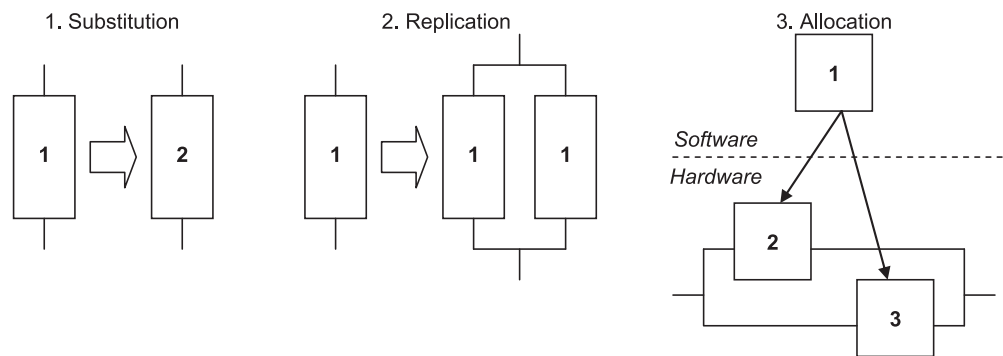 1. Substitution
2. Replication
3. Allocation
1
2
1
1
1
1
Software
Hardware
2
3